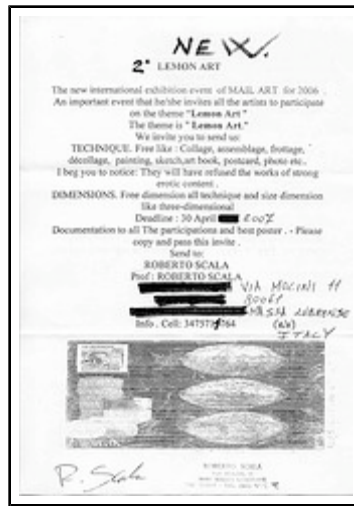 NEW.
2° LEMON ART
The new international exhibition event of MAIL ART for 2006 .
An important event that he/she invites all the artists to participate
on the theme "Lemon Art "
The theme is " Lemon Art."
We invite you to send us:
TECHNIQUE. Free like : Collage, assemblage, frottage,
décollage, painting, sketch,art book, postcard, photo etc..
I beg you to notice: They will have refused the works of strong
erotic content .
DIMENSIONS. Free dimension all technique and size dimension
like three-dimensional
Deadline : 30 April 2007
Documentation to all The participations and best poster . - Please
copy and pass this invite .
Send to:
ROBERTO SCALA
Prof : ROBERTO SCALA
VIA MOCINI 11
80061
MASSA LUBRENSE
(NA)
Info . Cell: 764
ITALY
R. Scala
ROBERTO SCALA